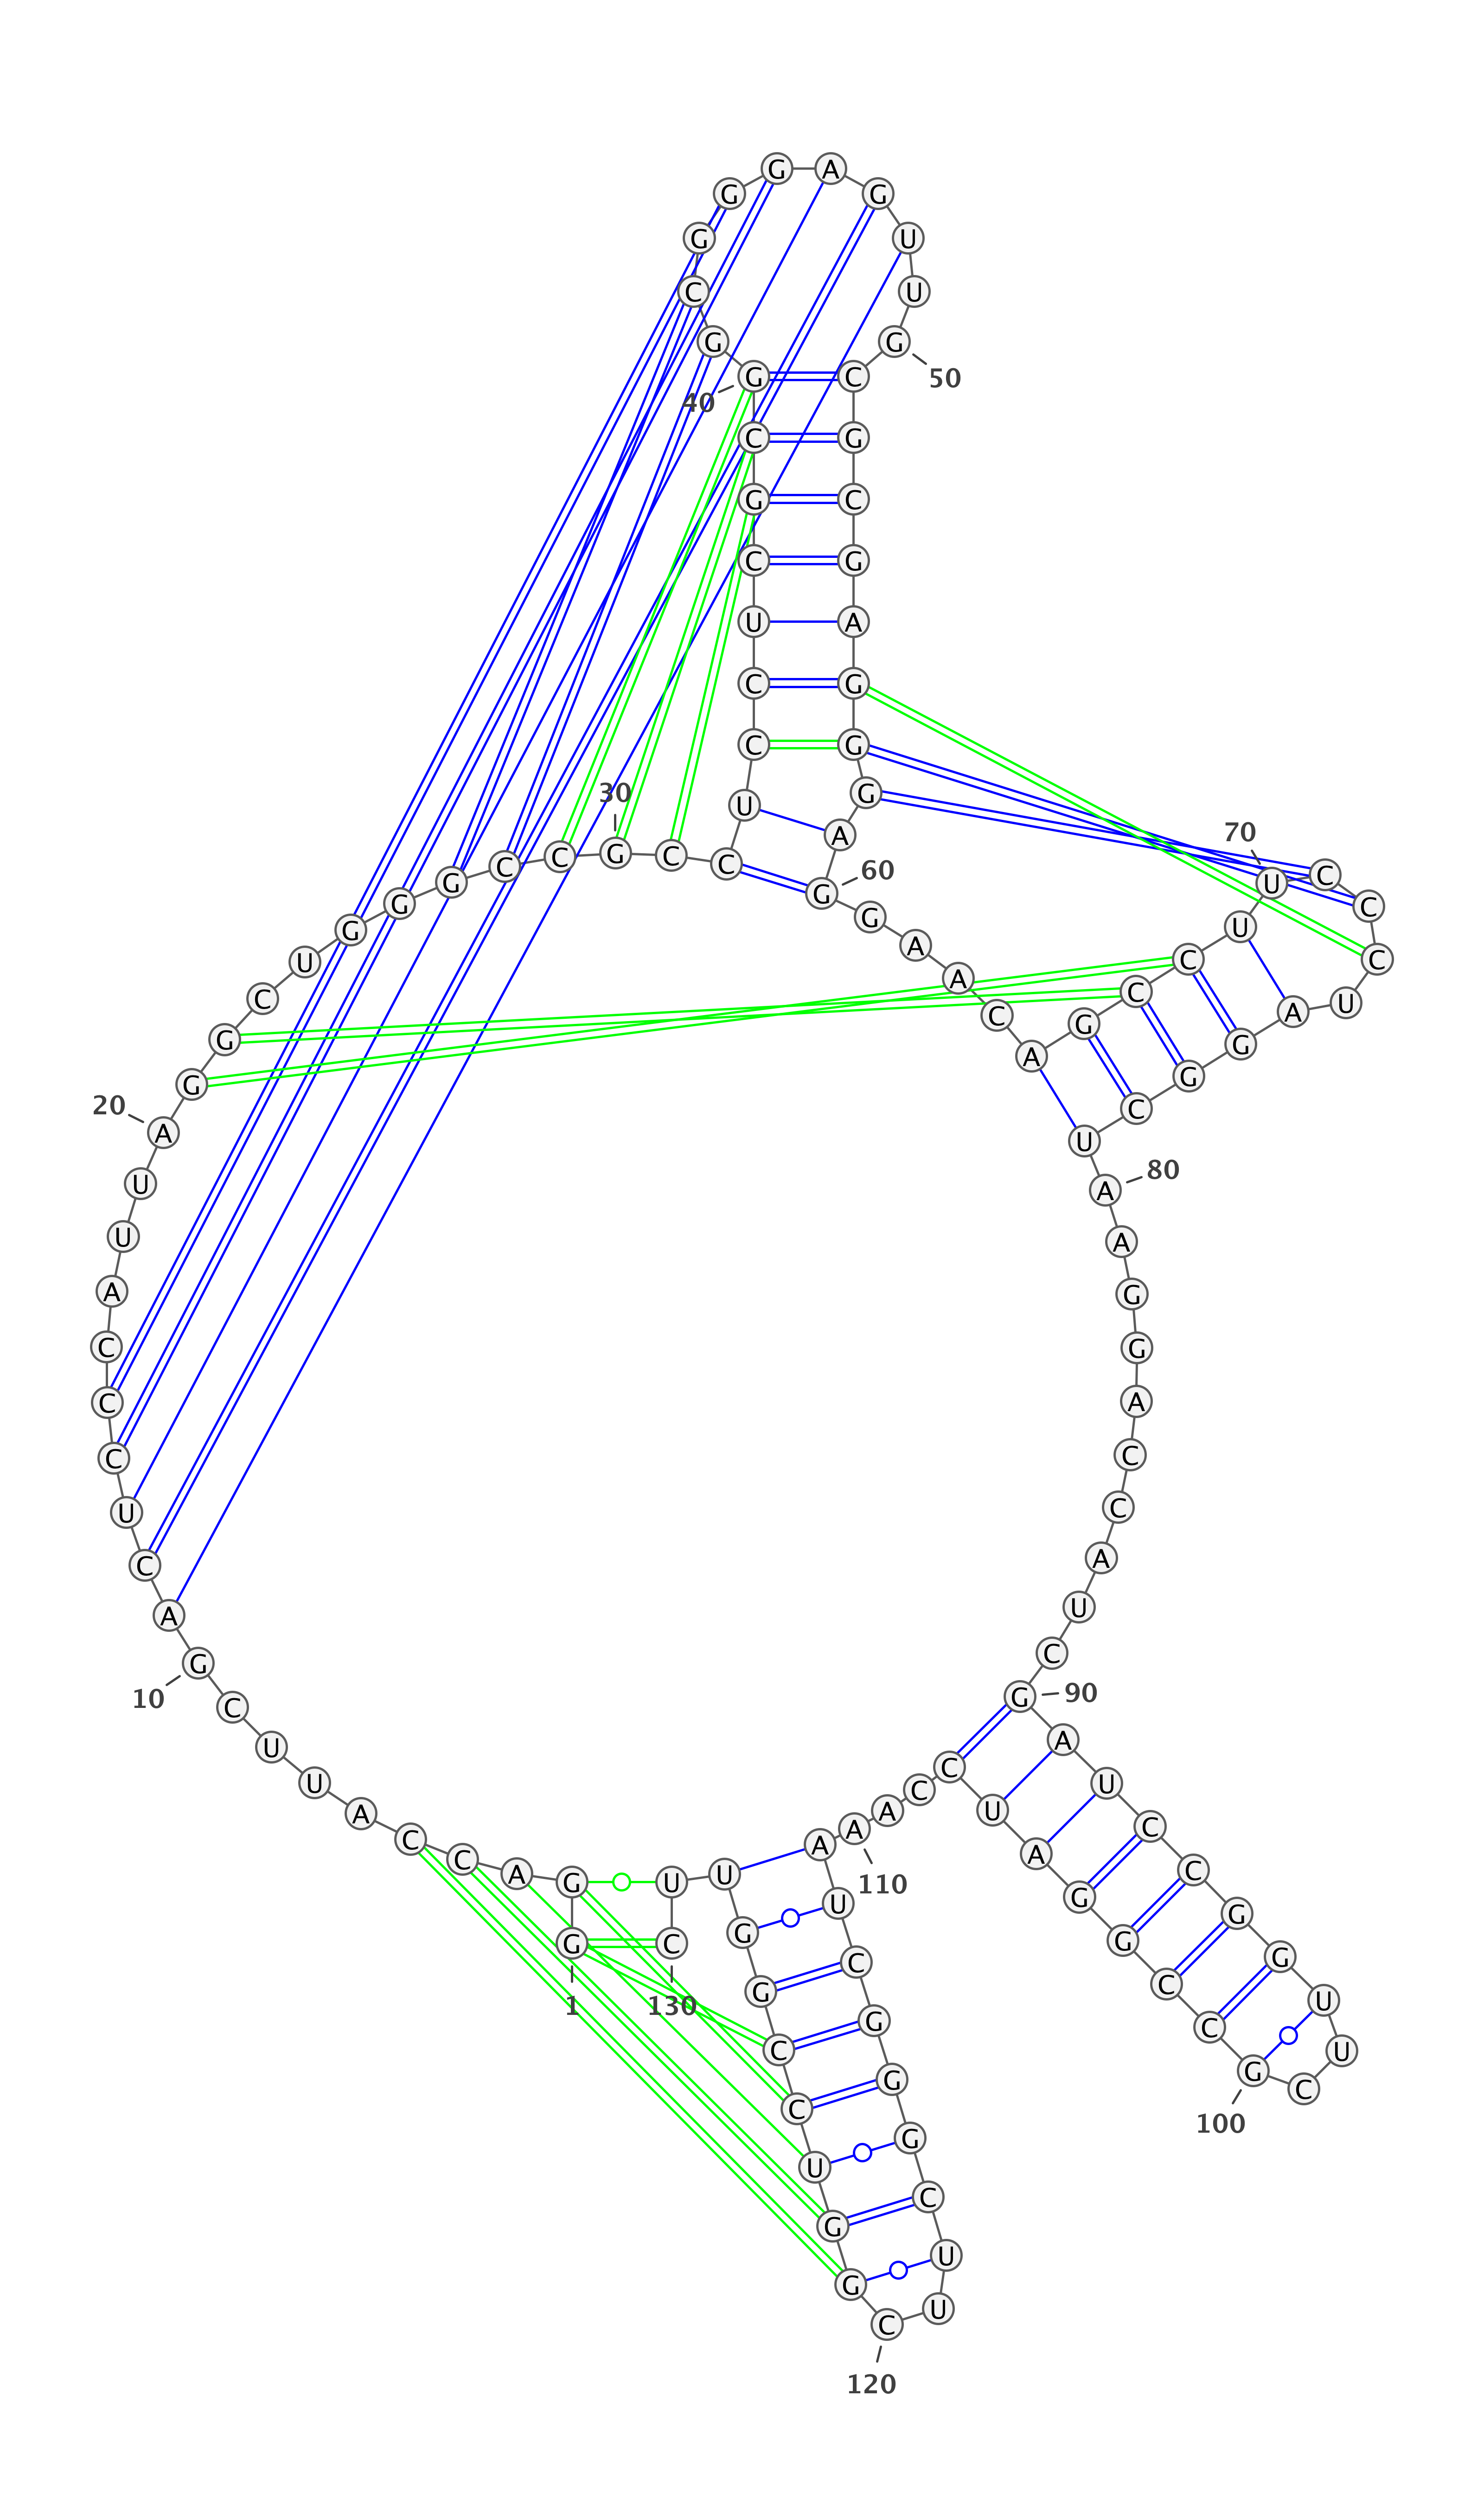 G G A C C A U U C G
A C U C C C A U U A
G G C U G G G C C G
C C U C C U C G C G
G C G G G A G U U G
C G C G A G G G A G
G A A C A G C C U U
C C C U A G G C U A
A G G A C C A U C G
A U C C G G U U C G
C C G G A U C C A A
A U C G G G C U U C
G G U C C G G U U C
1
10
20
30
40
50
60
70
80
90
100
110
120
130